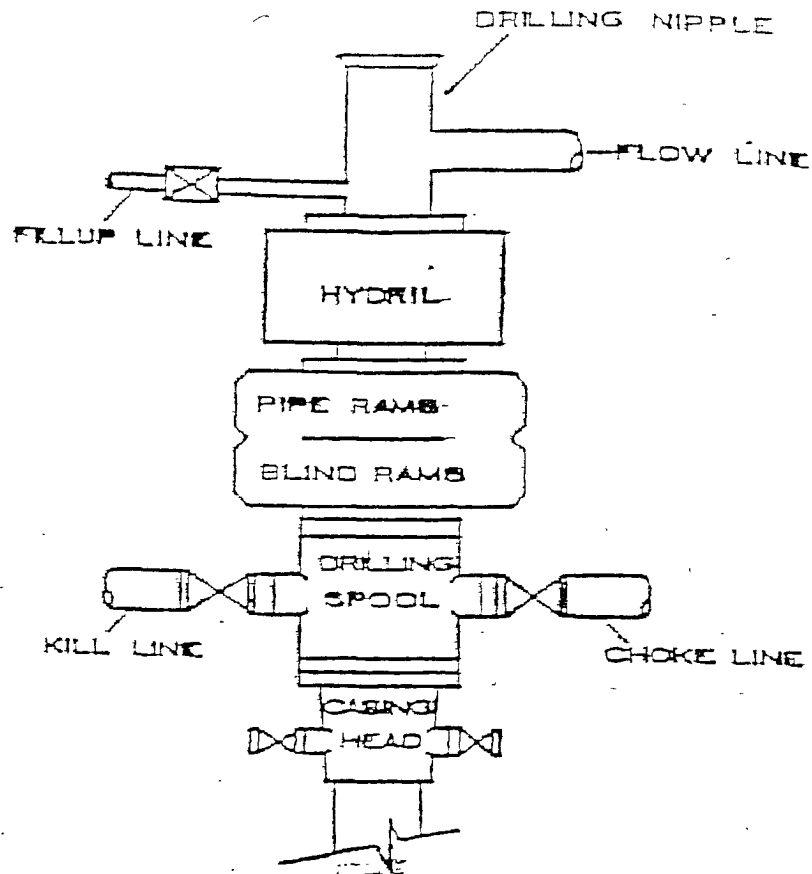 DRILLING NIPPLE
FLOW LINE
FILLUP LINE
HYDRIL
PIPE RAMS
BLIND RAMS
DRILLING
SPOOL
KILL LINE
CHOKE LINE
CASING
HEAD